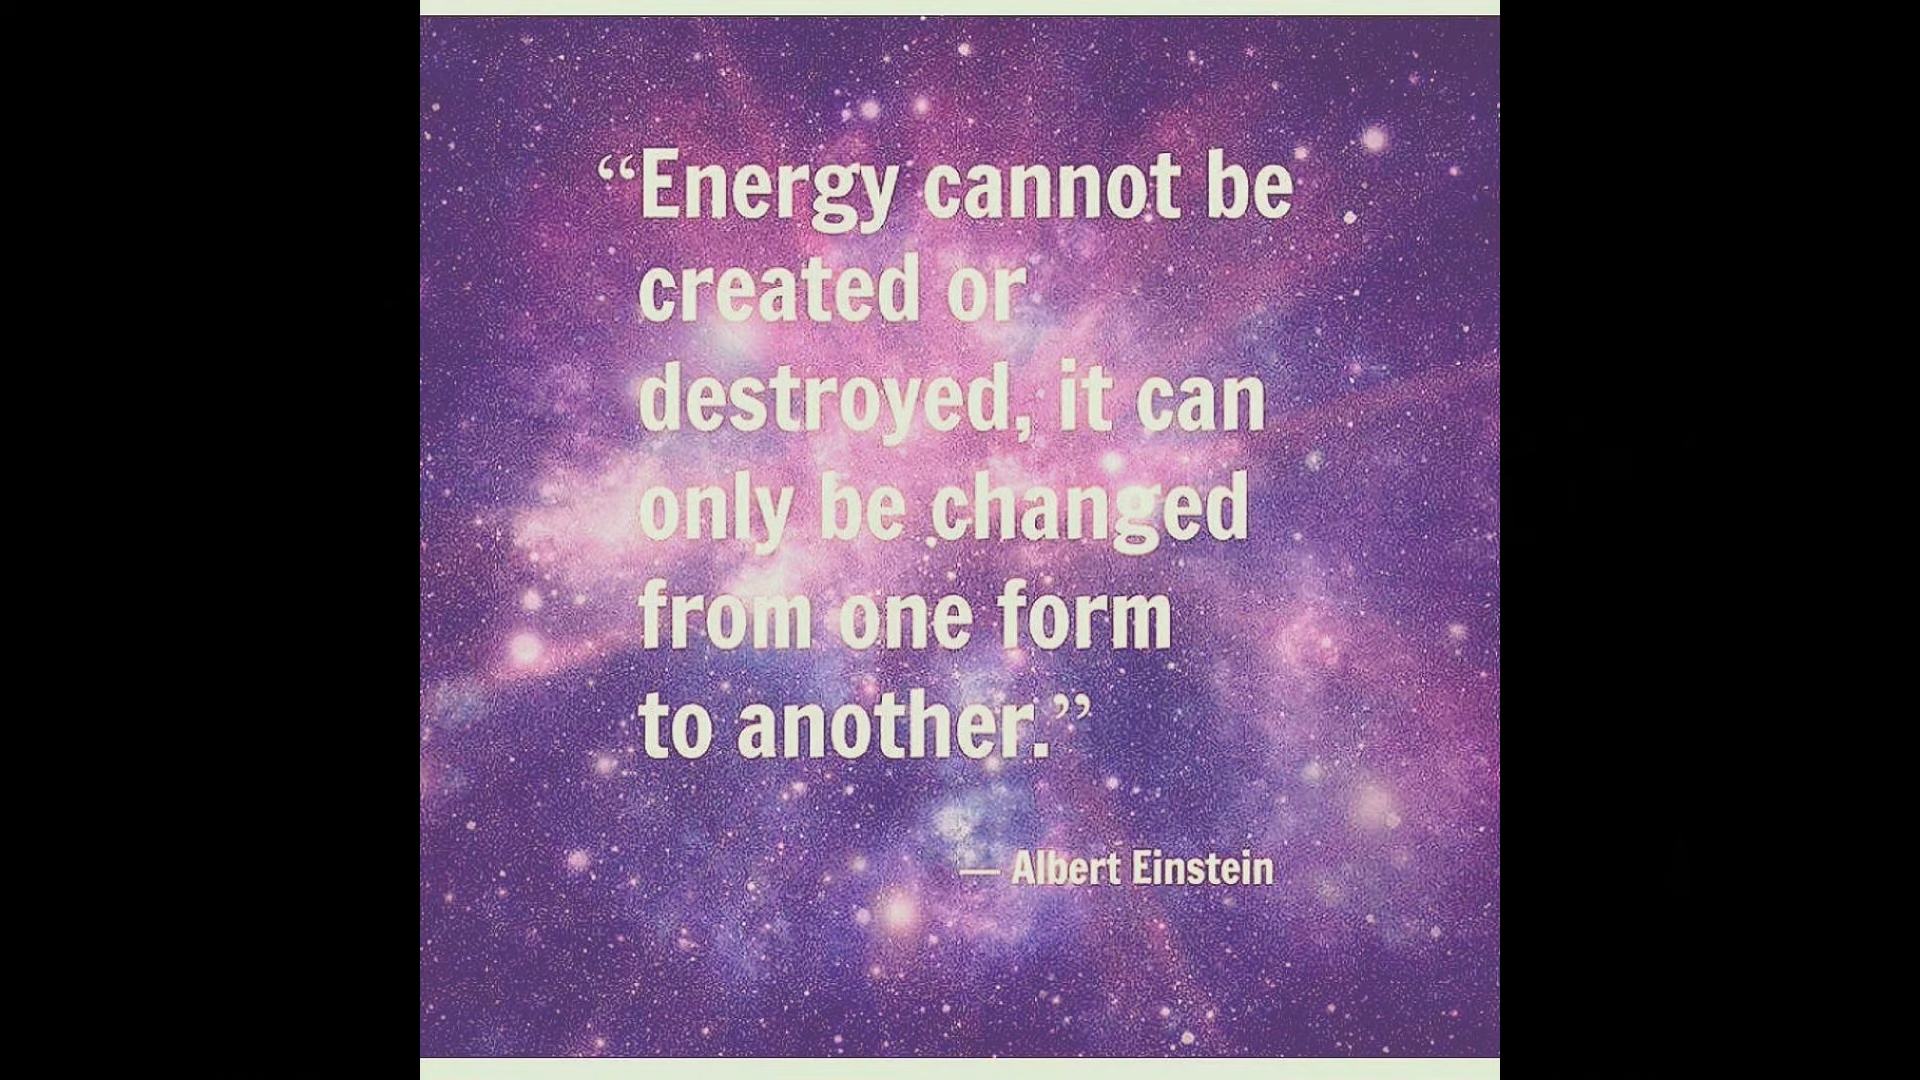 “Energy cannot be
created or
destroyed, it can
only be changed
from one form
to another.”
— Albert Einstein